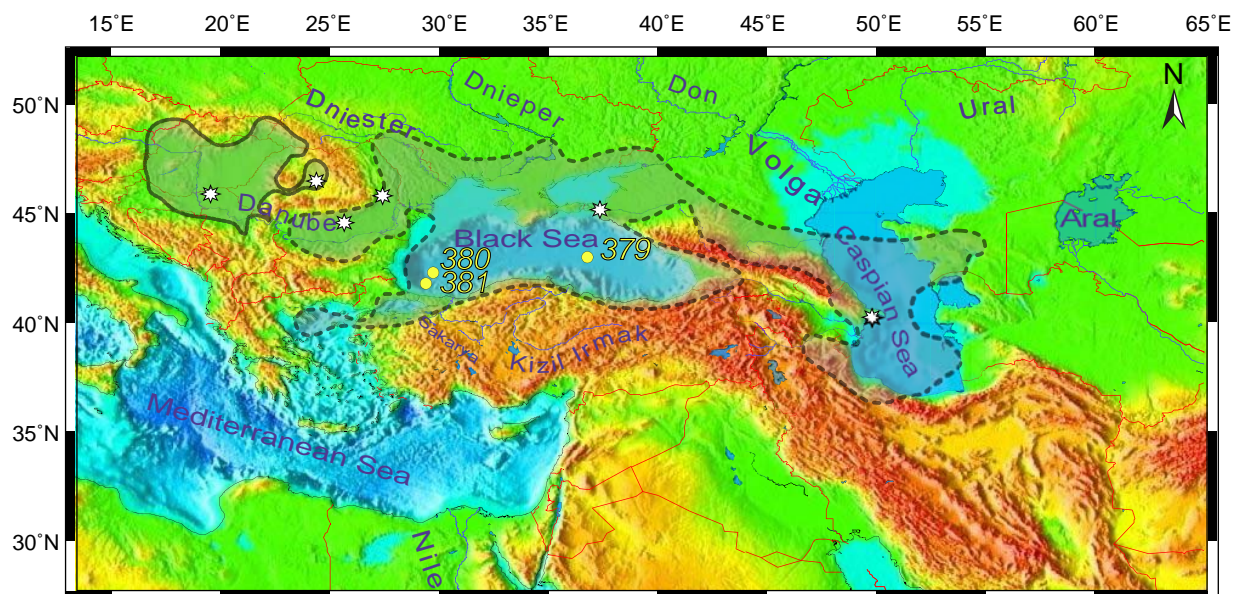 15°E 20°E 25°E 30°E 35°E 40°E 45°E 50°E 55°E 60°E 65°E
N
50°N
Dniester
Dnieper
Don
Volga
Ural
45°N
Danube
Black Sea
379
380
381
Caspian Sea
Aral
40°N
Sakarya
Kizil Irmak
Mediterranean Sea
35°N
30°N
Nile